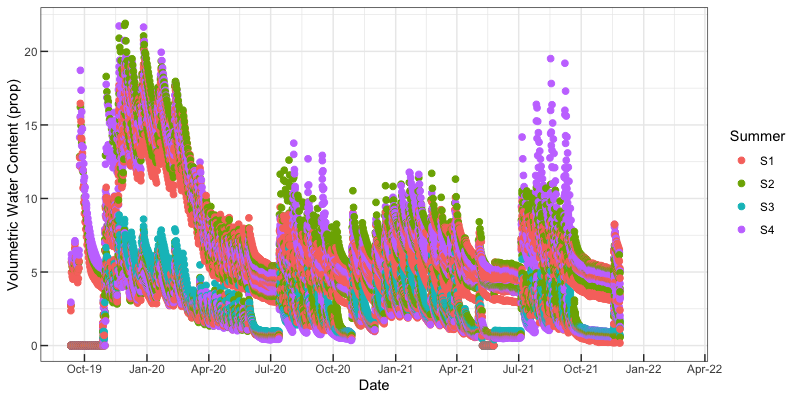 Volumetric Water Content (prop)
20
15
10
5
0
Oct-19 Jan-20 Apr-20 Jul-20 Oct-20 Jan-21 Apr-21 Jul-21 Oct-21 Jan-22 Apr-22
Date
Summer
S1
S2
S3
S4